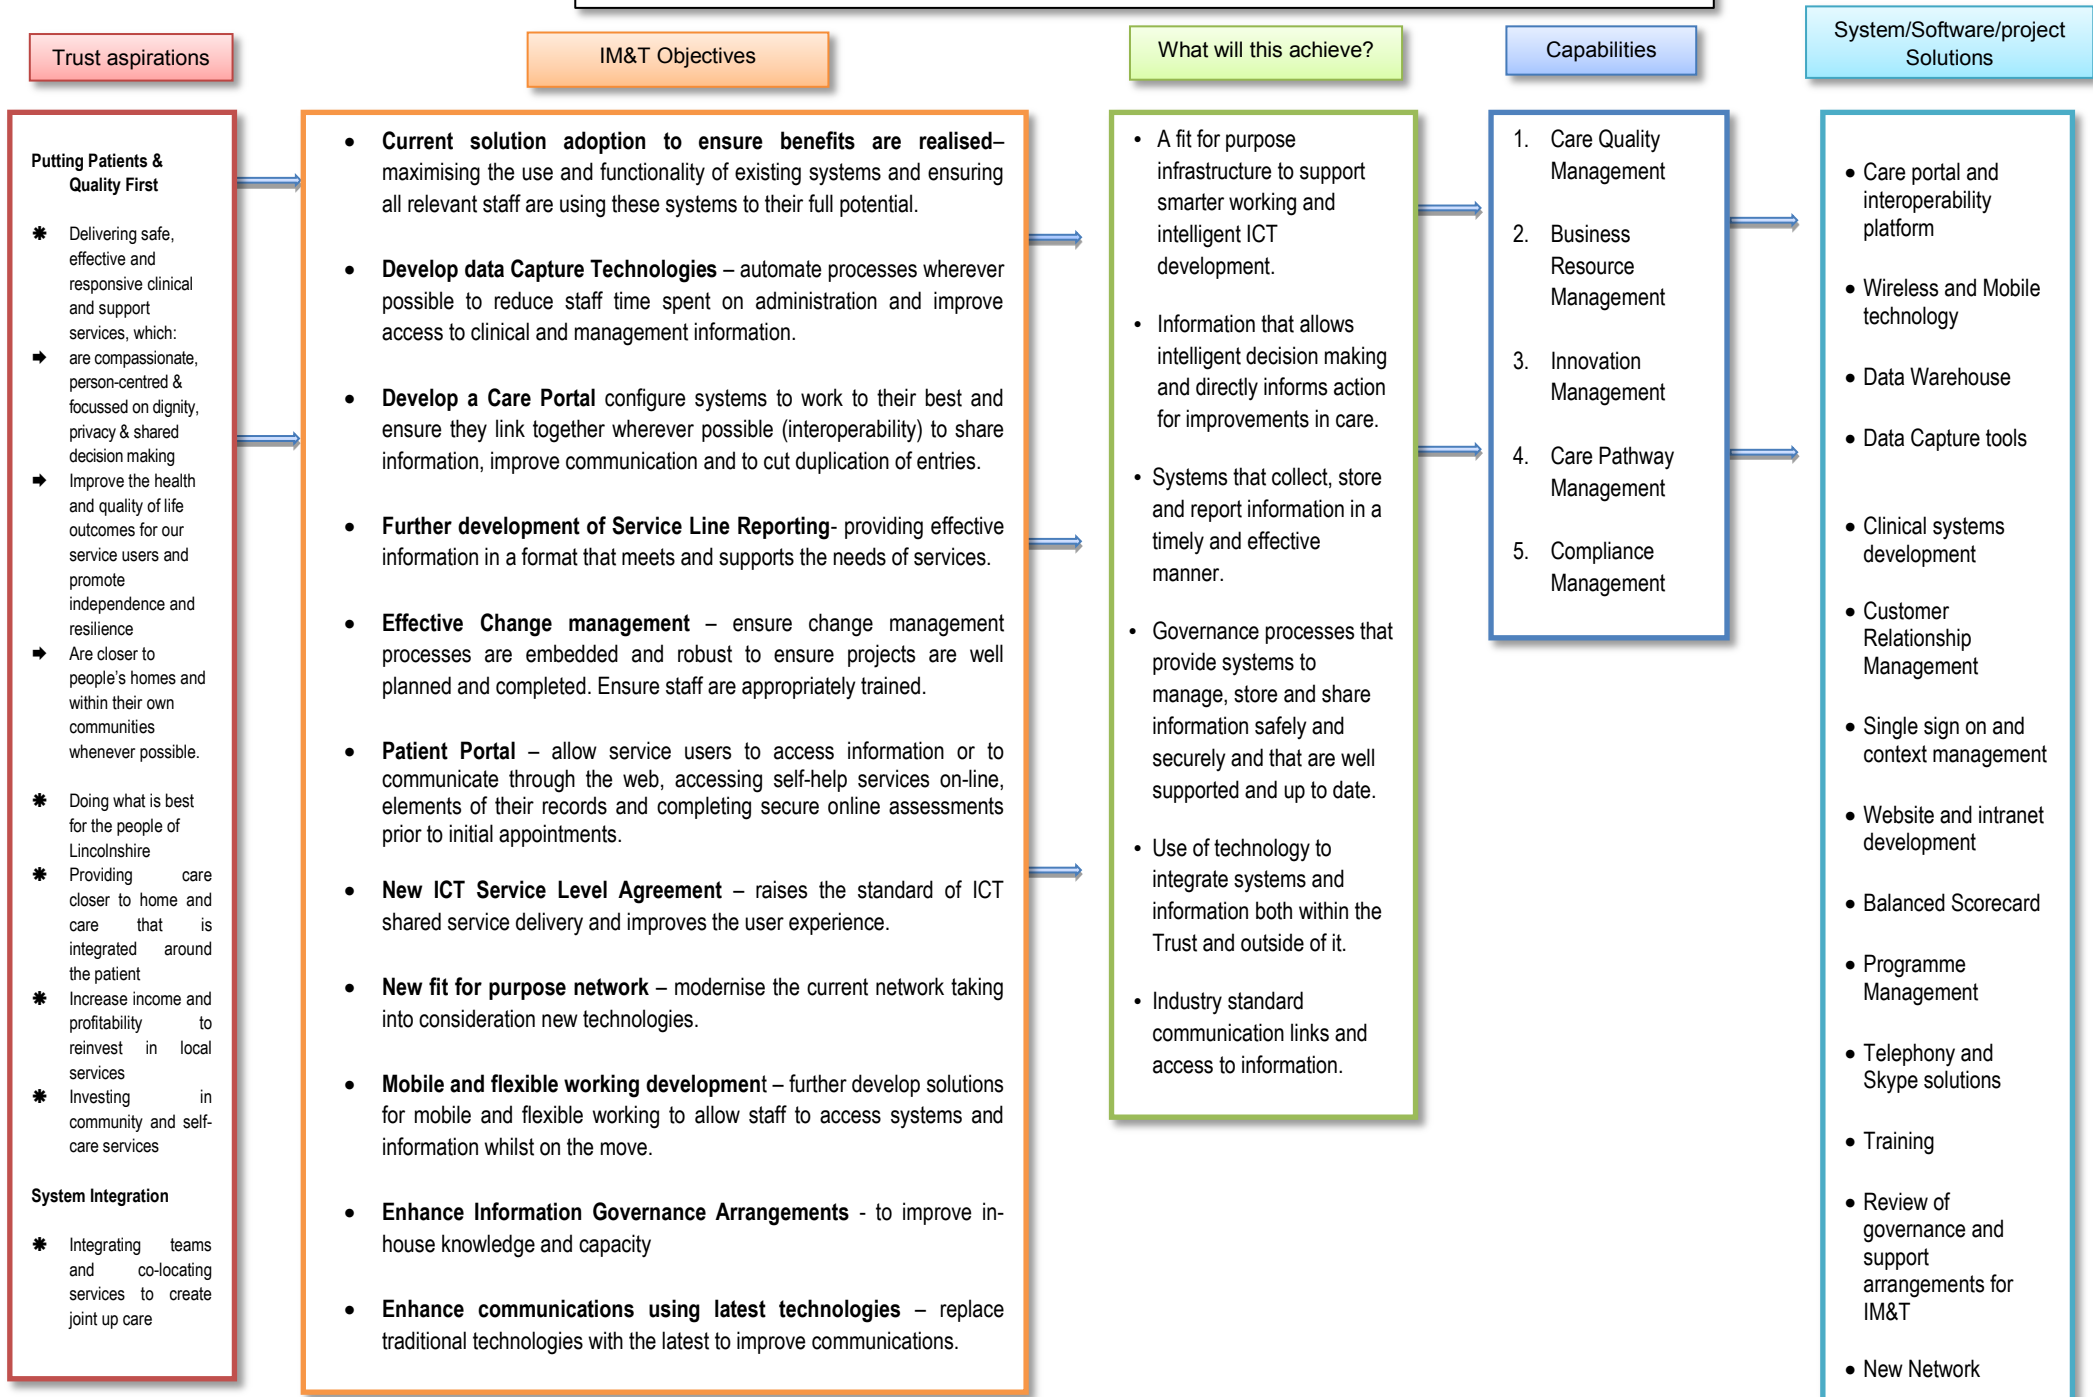 Trust aspirations
IM&T Objectives
What will this achieve?
Capabilities
System/Software/project
Solutions
Putting Patients &
Quality First
✱ Delivering safe,
effective and
responsive clinical
and support
services, which:
➡ are compassionate,
person-centred &
focussed on dignity,
privacy & shared
decision making
➡ Improve the health
and quality of life
outcomes for our
service users and
promote
independence and
resilience
➡ Are closer to
people's homes and
within their own
communities
whenever possible.
✱ Doing what is best
for the people of
Lincolnshire
✱ Providing care
closer to home and
care that is
integrated around
the patient
✱ Increase income and
profitability to
reinvest in local
services
✱ Investing in
community and self-
care services
System Integration
✱ Integrating teams
and co-locating
services to create
joint up care
• Current solution adoption to ensure benefits are realised–
maximising the use and functionality of existing systems and ensuring
all relevant staff are using these systems to their full potential.
• Develop data Capture Technologies – automate processes wherever
possible to reduce staff time spent on administration and improve
access to clinical and management information.
• Develop a Care Portal configure systems to work to their best and
ensure they link together wherever possible (interoperability) to share
information, improve communication and to cut duplication of entries.
• Further development of Service Line Reporting- providing effective
information in a format that meets and supports the needs of services.
• Effective Change management – ensure change management
processes are embedded and robust to ensure projects are well
planned and completed. Ensure staff are appropriately trained.
• Patient Portal – allow service users to access information or to
communicate through the web, accessing self-help services on-line,
elements of their records and completing secure online assessments
prior to initial appointments.
• New ICT Service Level Agreement – raises the standard of ICT
shared service delivery and improves the user experience.
• New fit for purpose network – modernise the current network taking
into consideration new technologies.
• Mobile and flexible working development – further develop solutions
for mobile and flexible working to allow staff to access systems and
information whilst on the move.
• Enhance Information Governance Arrangements - to improve in-
house knowledge and capacity
• Enhance communications using latest technologies – replace
traditional technologies with the latest to improve communications.
• A fit for purpose
infrastructure to support
smarter working and
intelligent ICT
development.
• Information that allows
intelligent decision making
and directly informs action
for improvements in care.
• Systems that collect, store
and report information in a
timely and effective
manner.
• Governance processes that
provide systems to
manage, store and share
information safely and
securely and that are well
supported and up to date.
• Use of technology to
integrate systems and
information both within the
Trust and outside of it.
• Industry standard
communication links and
access to information.
1. Care Quality
Management
2. Business
Resource
Management
3. Innovation
Management
4. Care Pathway
Management
5. Compliance
Management
• Care portal and
interoperability
platform
• Wireless and Mobile
technology
• Data Warehouse
• Data Capture tools
• Clinical systems
development
• Customer
Relationship
Management
• Single sign on and
context management
• Website and intranet
development
• Balanced Scorecard
• Programme
Management
• Telephony and
Skype solutions
• Training
• Review of
governance and
support
arrangements for
IM&T
• New Network